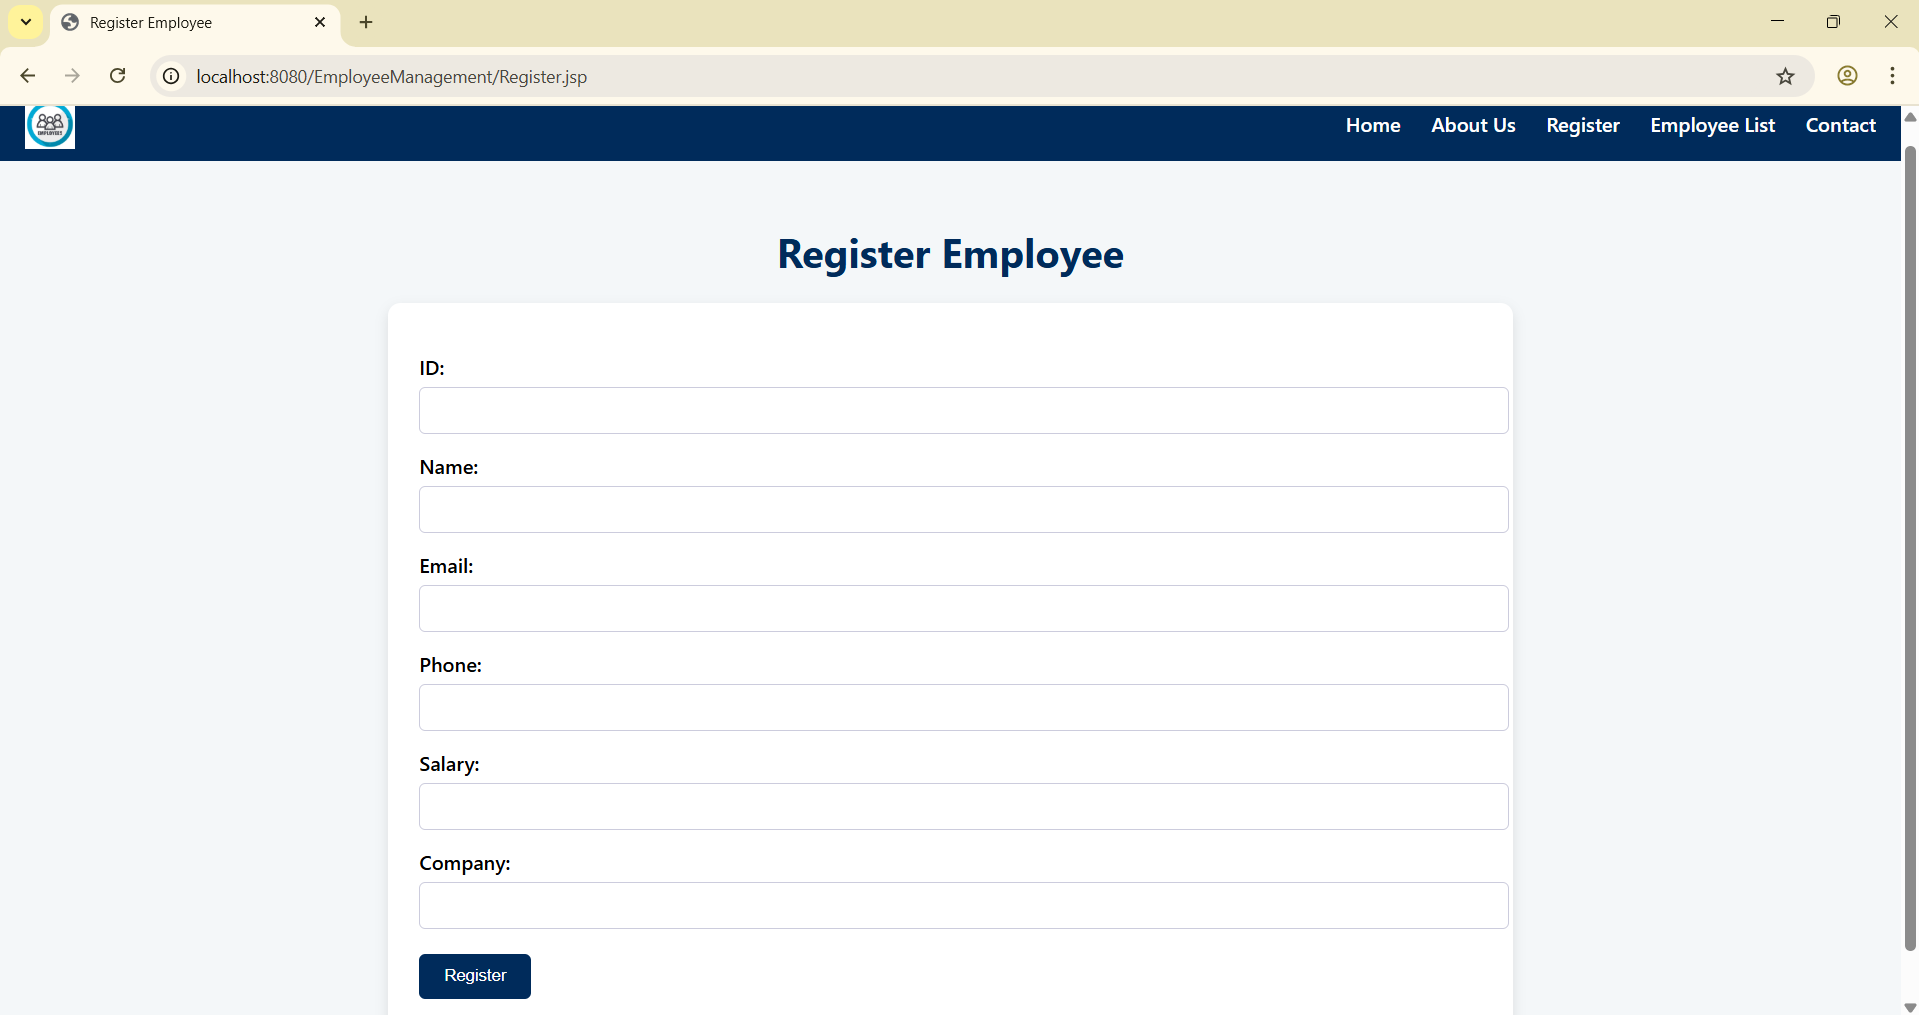 Register Employee
localhost:8080/EmployeeManagement/Register.jsp
EMPLOYEES
Home About Us Register Employee List Contact
Register Employee
ID:
Name:
Email:
Phone:
Salary:
Company:
Register